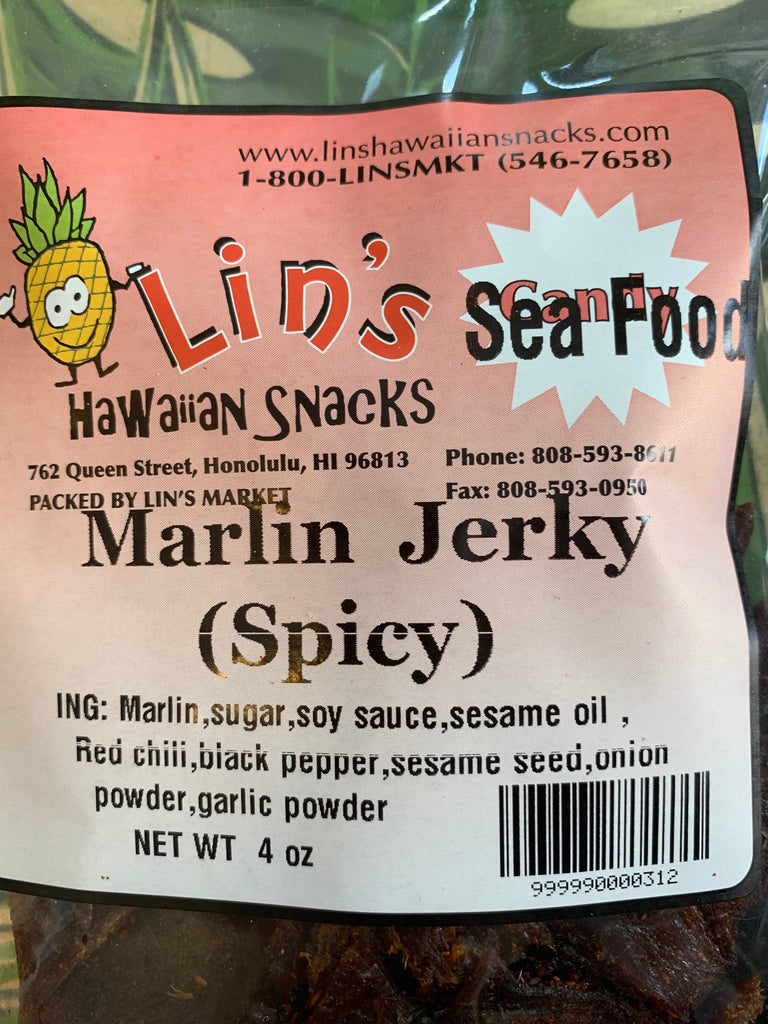 www.linshawaiiansnacks.com
1-800-LINSMKT (546-7658)
Lin's
Candy
Sea Food
HaWaiiaN SNacKS
762 Queen Street, Honolulu, HI 96813
Phone: 808-593-8611
PACKED BY LIN'S MARKET
Fax: 808-593-0950
Marlin Jerky
(Spicy)
ING: Marlin,sugar,soy sauce,sesame oil ,
Red chili,black pepper,sesame seed,onion
powder,garlic powder
NET WT 4 oz
999990000312